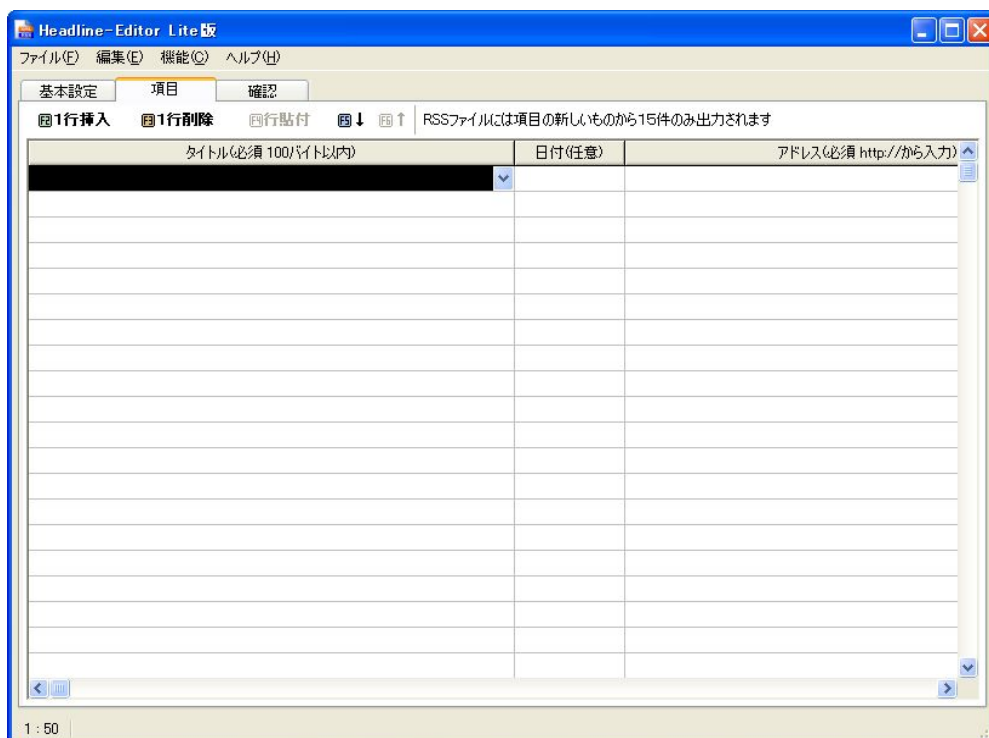 Headline-Editor Lite版
ファイル(F) 編集(E) 機能(C) ヘルプ(H)
基本設定 項目 確認
F2 1行挿入 F3 1行削除 F4 行貼付 F5 ↓ F6 ↑ RSSファイルには項目の新しいものから15件のみ出力されます
タイトル(必須 100バイト以内) 日付(任意) アドレス(必須 http://から入力)
1 : 50